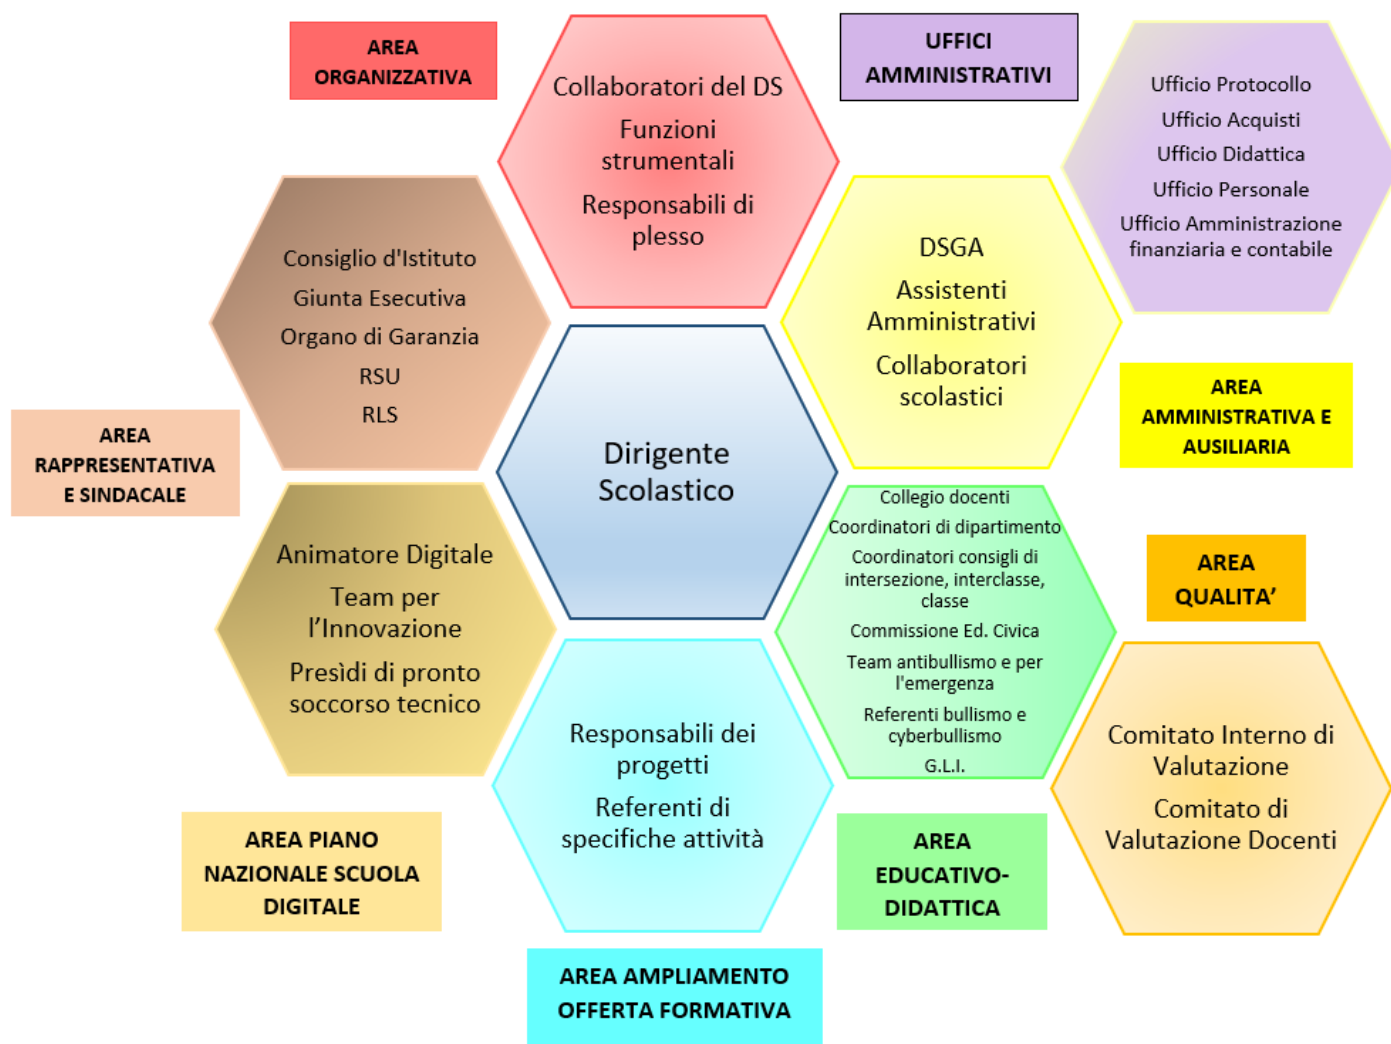 AREA
ORGANIZZATIVA
Collaboratori del DS
Funzioni
strumentali
Responsabili di
plesso
UFFICI
AMMINISTRATIVI
Ufficio Protocollo
Ufficio Acquisti
Ufficio Didattica
Ufficio Personale
Ufficio Amministrazione
finanziaria e contabile
Consiglio d'Istituto
Giunta Esecutiva
Organo di Garanzia
RSU
RLS
DSGA
Assistenti
Amministrativi
Collaboratori
scolastici
AREA
RAPPRESENTATIVA
E SINDACALE
Dirigente
Scolastico
AREA
AMMINISTRATIVA E
AUSILIARIA
Animatore Digitale
Team per
l’Innovazione
Presìdi di pronto
soccorso tecnico
Collegio docenti
Coordinatori di dipartimento
Coordinatori consigli di
intersezione, interclasse,
classe
Commissione Ed. Civica
Team antibullismo e per
l'emergenza
Referenti bullismo e
cyberbullismo
G.L.I.
AREA
QUALITA’
Responsabili dei
progetti
Referenti di
specifiche attività
Comitato Interno di
Valutazione
Comitato di
Valutazione Docenti
AREA PIANO
NAZIONALE SCUOLA
DIGITALE
AREA
EDUCATIVO-
DIDATTICA
AREA AMPLIAMENTO
OFFERTA FORMATIVA